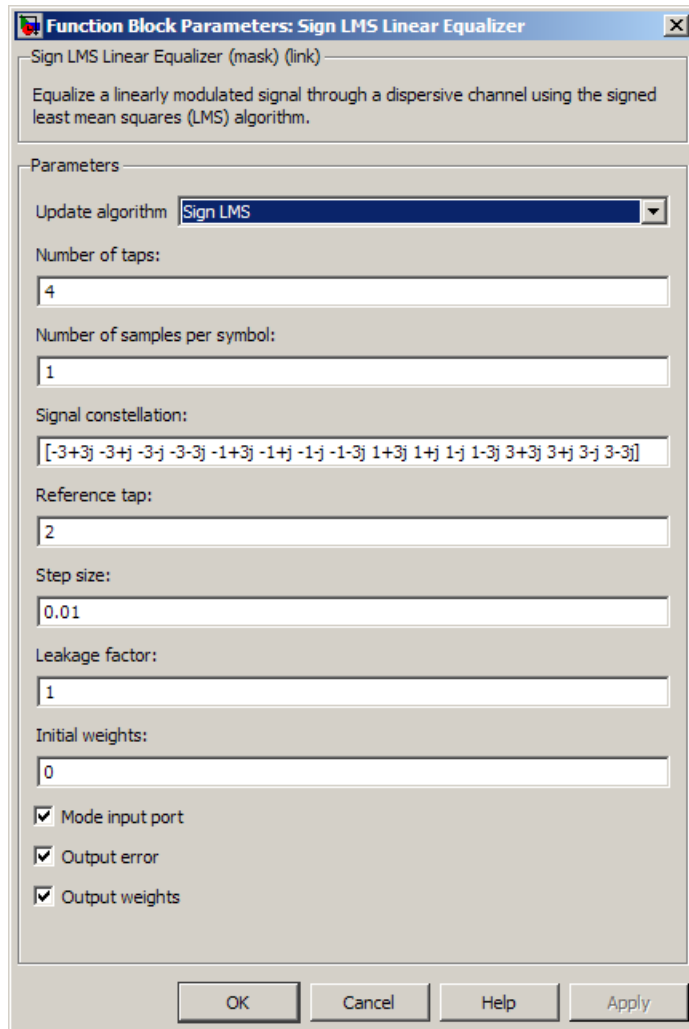 Function Block Parameters: Sign LMS Linear Equalizer
Sign LMS Linear Equalizer (mask) (link)
Equalize a linearly modulated signal through a dispersive channel using the signed
least mean squares (LMS) algorithm.
Parameters
Update algorithm Sign LMS
Number of taps:
4
Number of samples per symbol:
1
Signal constellation:
[-3+3j -3+j -3-j -3-3j -1+3j -1+j -1-j -1-3j 1+3j 1+j 1-j 1-3j 3+3j 3+j 3-j 3-3j]
Reference tap:
2
Step size:
0.01
Leakage factor:
1
Initial weights:
0
Mode input port
Output error
Output weights
OK Cancel Help Apply